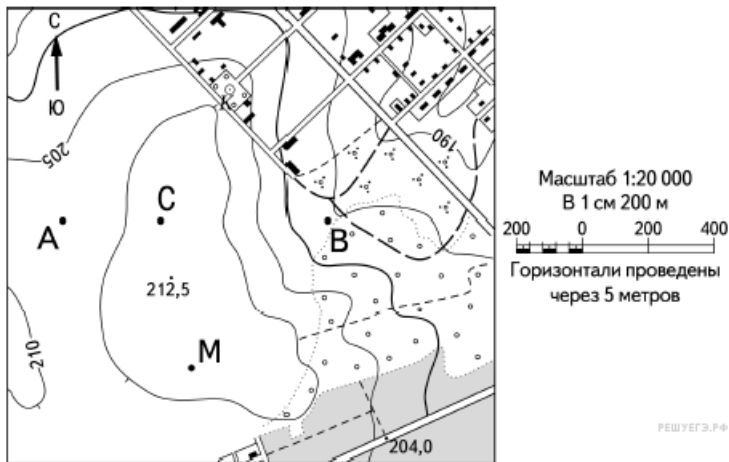 С
Ю
К
205
190
А
С
В
212,5
М
210
204,0
Масштаб 1:20 000
В 1 см 200 м
200 0 200 400
Горизонтали проведены
через 5 метров
РЕШУЕГЭ.РФ